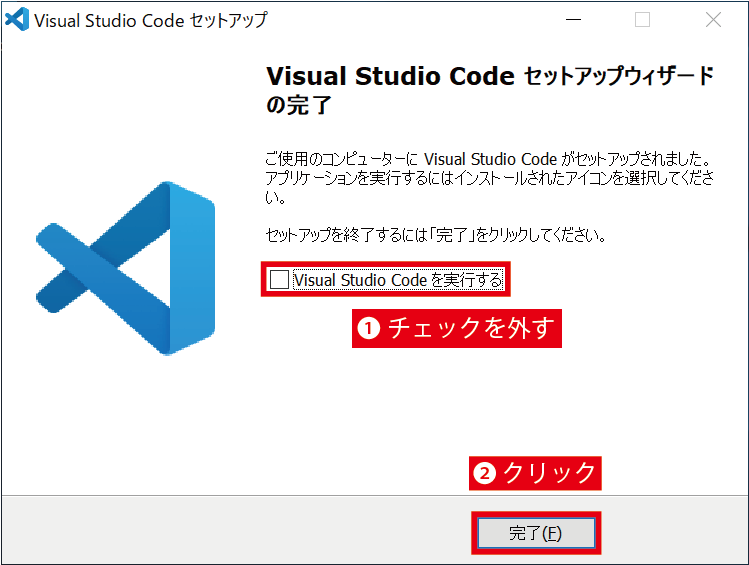 Visual Studio Code セットアップ
Visual Studio Code セットアップウィザード
の完了
ご使用のコンピューターに Visual Studio Code がセットアップされました。
アプリケーションを実行するにはインストールされたアイコンを選択してくださ
い。
セットアップを終了するには「完了」をクリックしてください。
Visual Studio Code を実行する
❶ チェックを外す
❷ クリック
完了(F)